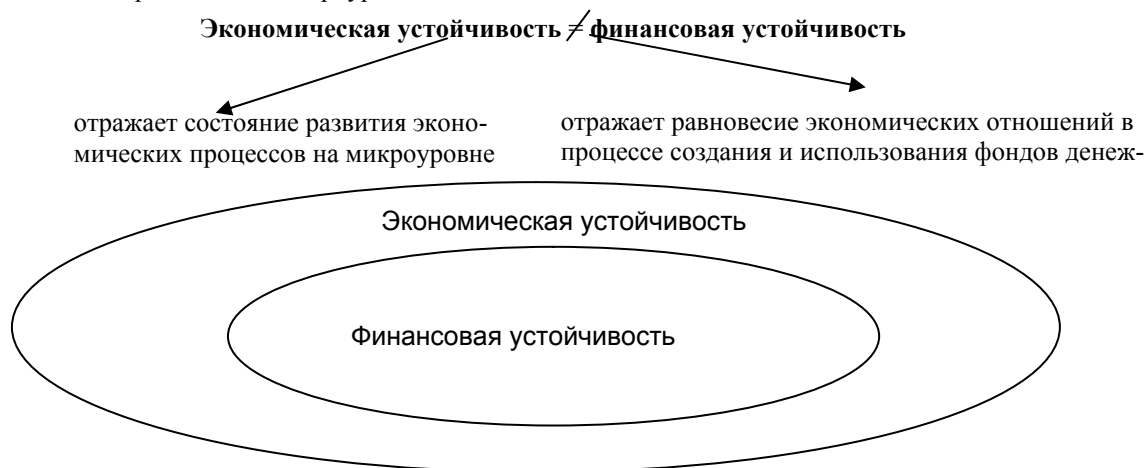 Экономическая устойчивость ≠ финансовая устойчивость
отражает состояние развития эконо-
мических процессов на микроуровне
отражает равновесие экономических отношений в
процессе создания и использования фондов денеж-
Экономическая устойчивость
Финансовая устойчивость